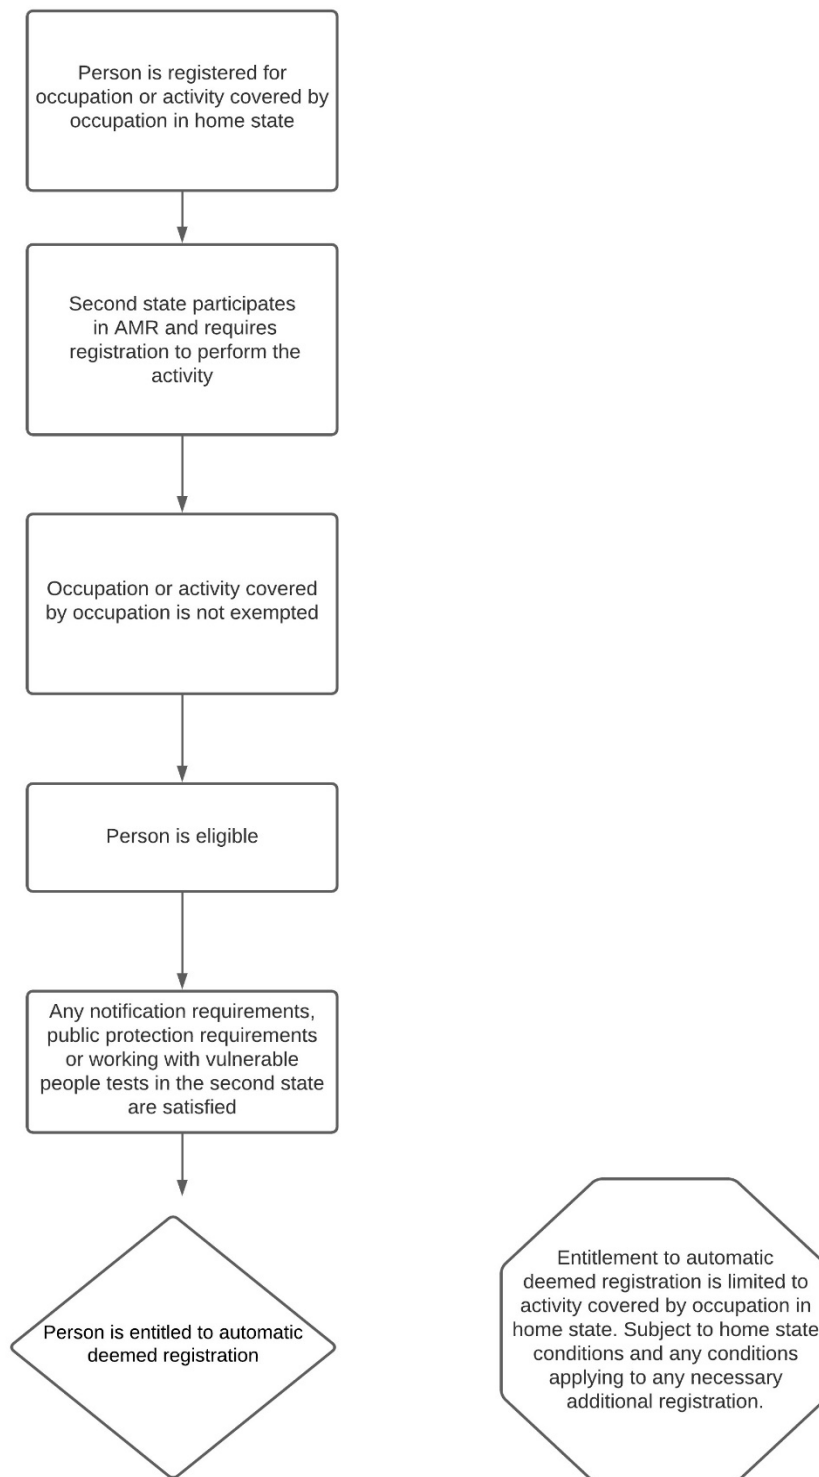 Person is registered for
occupation or activity covered by
occupation in home state
Second state participates
in AMR and requires
registration to perform the
activity
Occupation or activity covered
by occupation is not exempted
Person is eligible
Any notification requirements,
public protection requirements
or working with vulnerable
people tests in the second state
are satisfied
Person is entitled to automatic
deemed registration
Entitlement to automatic
deemed registration is limited to
activity covered by occupation in
home state. Subject to home state
conditions and any conditions
applying to any necessary
additional registration.